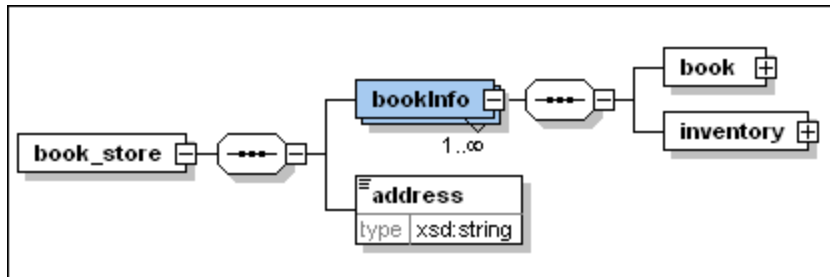 book_store
bookInfo
1..∞
book
inventory
address
type xsd:string